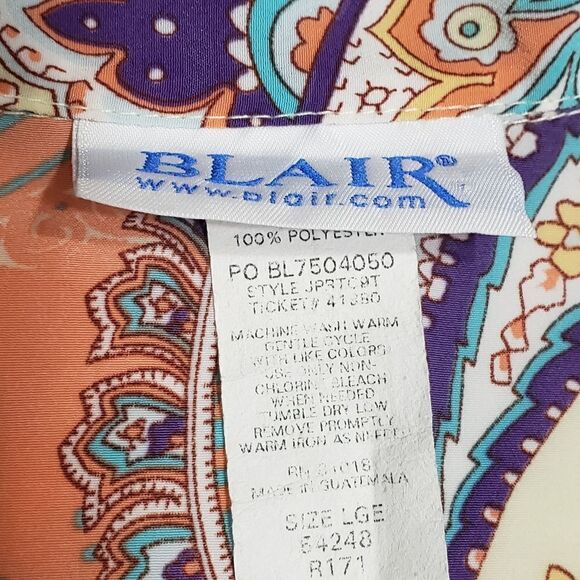 BLAIR®
www.blair.com
100% POLYESTER
PO BL7504050
STYLE
TICKET#
MACHINE WASH WARM
GENTLE CYCLE
WITH LIKE COLORS
USE ONLY NON-
CHLORINE BLEACH
WHEN NEEDED
TUMBLE DRY LOW
REMOVE PROMPTLY
WARM IRON AS NEEDED
RN
MADE IN GUATEMALA
SIZE LGE
54248
R171